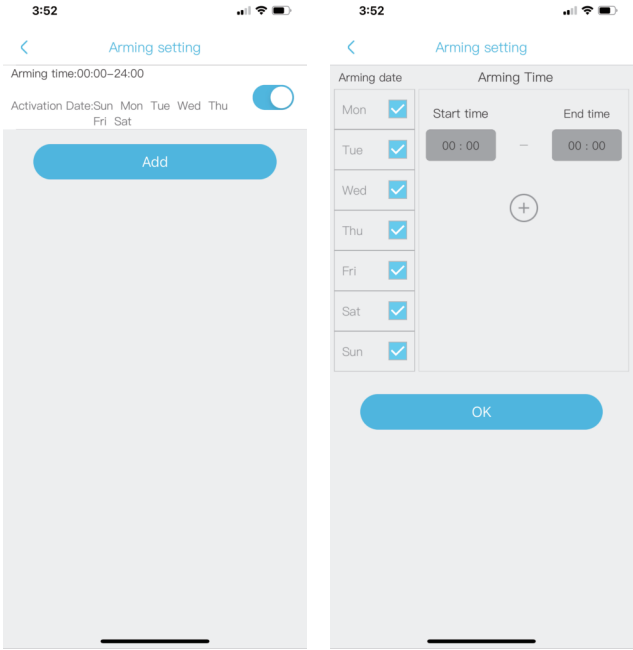 3:52
Arming setting
Arming time:00:00–24:00
Activation Date:Sun Mon Tue Wed Thu
Fri Sat
Add
3:52
Arming setting
Arming date
Arming Time
Mon
Tue
Wed
Thu
Fri
Sat
Sun
Start time
End time
00 : 00 – 00 : 00
OK